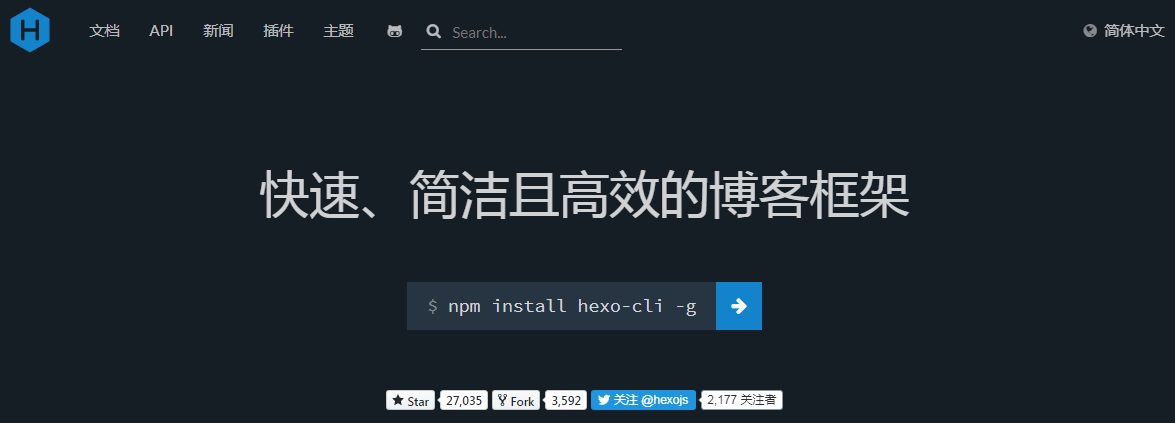 H 文档 API 新闻 插件 主题 Search... 简体中文
快速、简洁且高效的博客框架
$ npm install hexo-cli -g
Star 27,035 Fork 3,592 关注 @hexojs 2,177 关注者